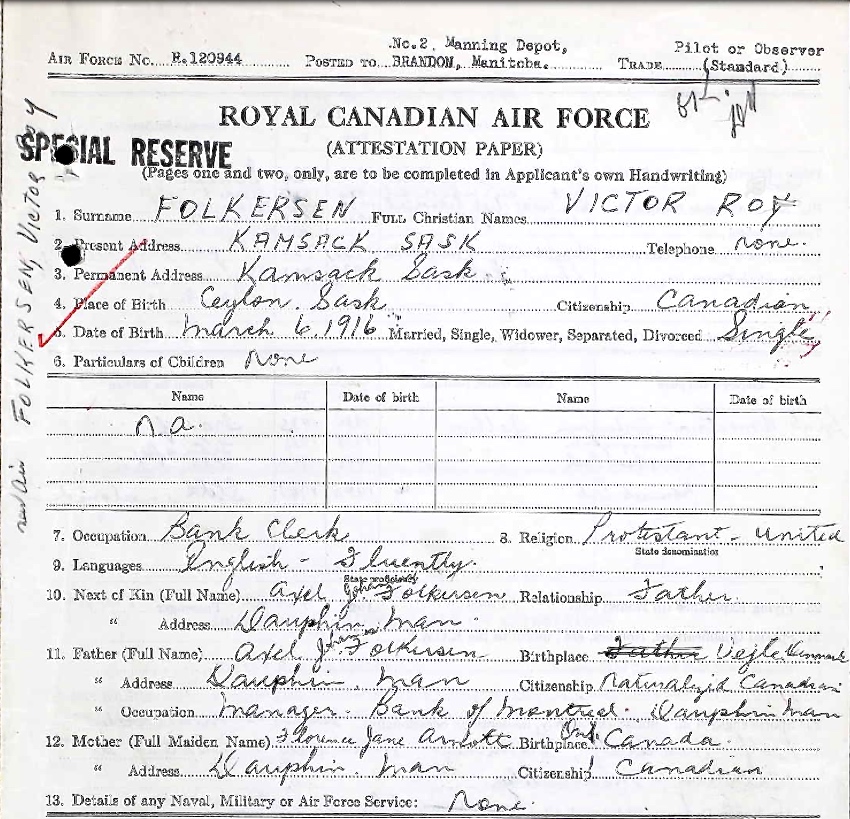 No.2, Manning Depot, Pilot or Observer
AIR FORCE NO. R.120944 POSTED TO BRANDON, Manitoba. TRADE (Standard)
ROYAL CANADIAN AIR FORCE
SPECIAL RESERVE
(ATTESTATION PAPER)
(Pages one and two, only, are to be completed in Applicant's own Handwriting)
1. Surname FOLKERSEN FULL Christian Names VICTOR ROY
2. Present Address KAMSACK SASK Telephone none.
3. Permanent Address Kamsack Sask.
4. Place of Birth Ceylon. Sask Citizenship Canadian
5. Date of Birth March 6, 1916 Married, Single, Widower, Separated, Divorced Single
6. Particulars of Children None
Name Date of birth Name Date of birth
n.a.
7. Occupation Bank Clerk 8. Religion Protestant - United
State denomination
9. Languages English - Fluently.
State proficiency
10. Next of Kin (Full Name) Axel Johannes Folkersen Relationship Father.
" Address Dauphin Man.
11. Father (Full Name) Axel Johannes Folkersen Birthplace Father Vejle Denmark
" Address Dauphin. Man Citizenship Naturalized Canadian
" Occupation Manager. Bank of Montreal. Dauphin Man
12. Mother (Full Maiden Name) Florence Jane Arnott Birthplace Ont. Canada.
" Address Dauphin. Man Citizenship Canadian
13. Details of any Naval, Military or Air Force Service: None.
FOLKERSEN, Victor Roy